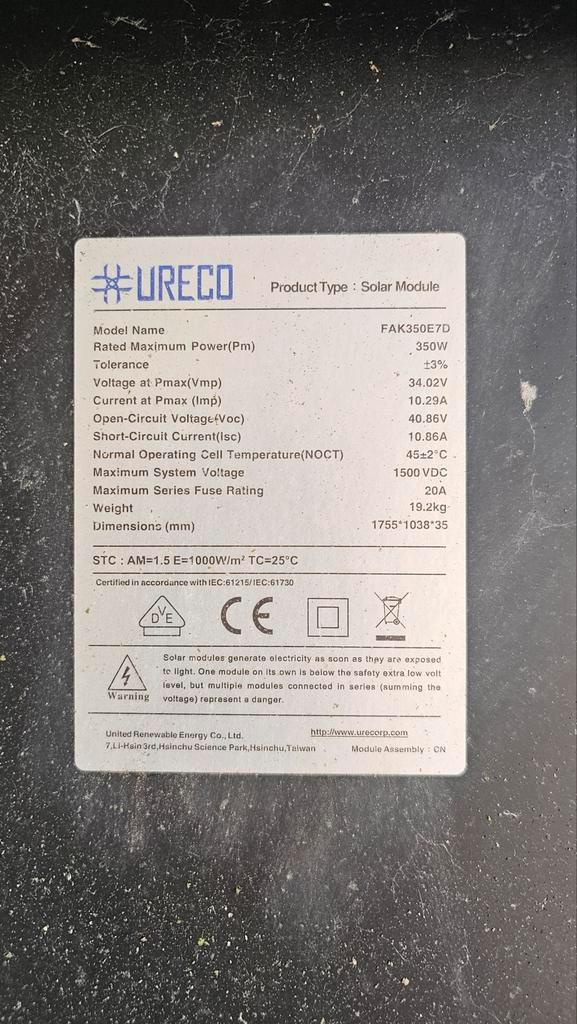 URECO
Product Type : Solar Module
Model Name FAK350E7D
Rated Maximum Power(Pm) 350W
Tolerance ±3%
Voltage at Pmax(Vmp) 34.02V
Current at Pmax (Imp) 10.29A
Open-Circuit Voltage(Voc) 40.86V
Short-Circuit Current(Isc) 10.86A
Normal Operating Cell Temperature(NOCT) 45±2°C
Maximum System Voltage 1500VDC
Maximum Series Fuse Rating 20A
Weight 19.2kg
Dimensions (mm) 1755*1038*35
STC : AM=1.5 E=1000W/m² TC=25°C
Certified in accordance with IEC:61215/IEC:61730
DVE
CE
Solar modules generate electricity as soon as they are exposed
to light. One module on its own is below the safety extra low volt
level, but multiple modules connected in series (summing the
voltage) represent a danger.
Warning
United Renewable Energy Co., Ltd. http://www.urecorp.com
7,Li-Hsin 3rd,Hsinchu Science Park,Hsinchu,Taiwan Module Assembly : CN